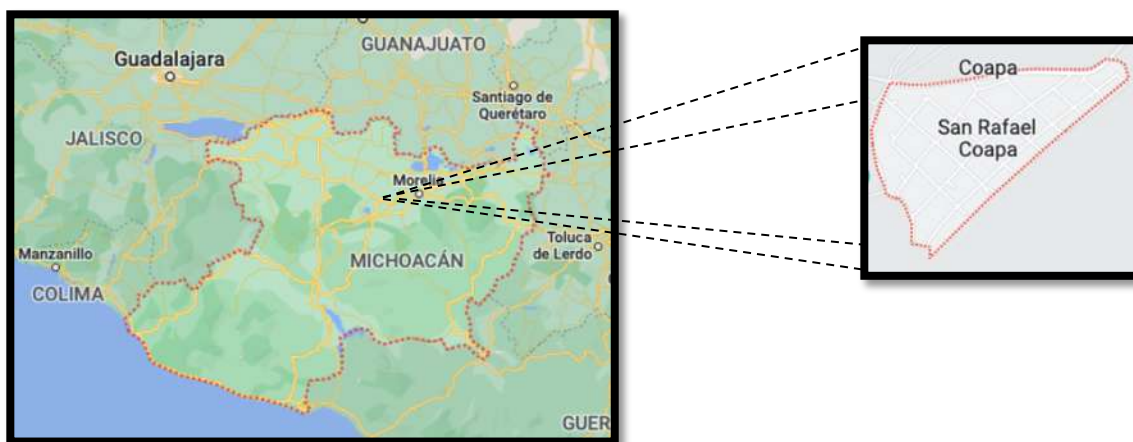 GUANAJUATO
Guadalajara
Santiago de
Querétaro
JALISCO
Morelia
Toluca
de Lerdo
Manzanillo
MICHOACÁN
COLIMA
GUER
Coapa
San Rafael
Coapa